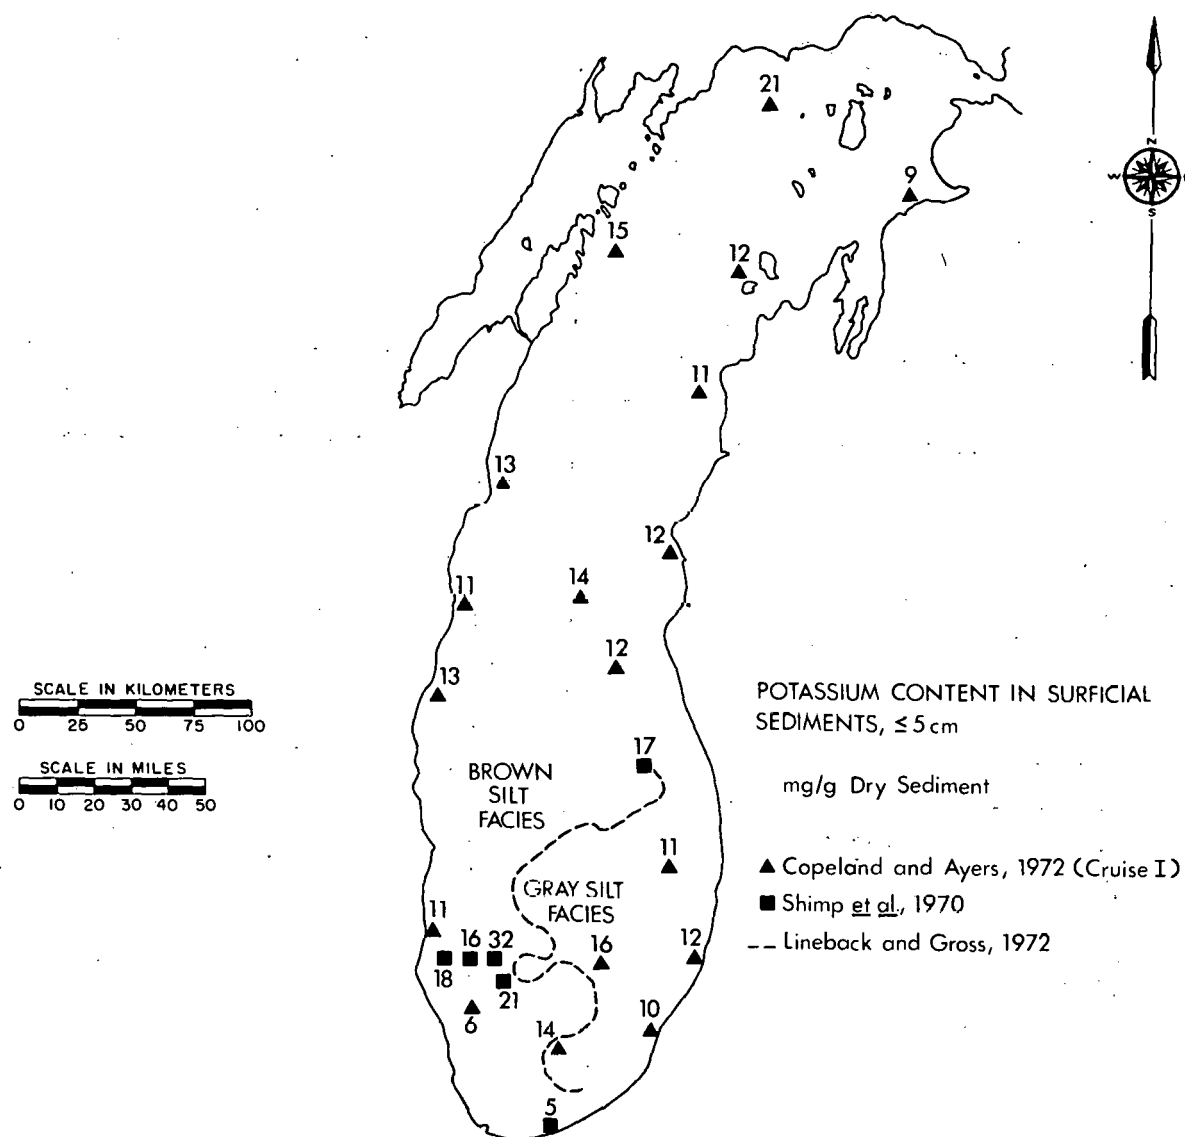 21
N
W
S
9
15
12
11
13
12
11
14
12
13
SCALE IN KILOMETERS
0 25 50 75 100
SCALE IN MILES
0 10 20 30 40 50
POTASSIUM CONTENT IN SURFICIAL
SEDIMENTS, ≤ 5 cm
mg/g Dry Sediment
17
BROWN
SILT
FACIES
11
▲ Copeland and Ayers, 1972 (Cruise I)
■ Shimp et al., 1970
-- Lineback and Gross, 1972
GRAY SILT
FACIES
11
16
32
18
21
16
12
6
14
10
5